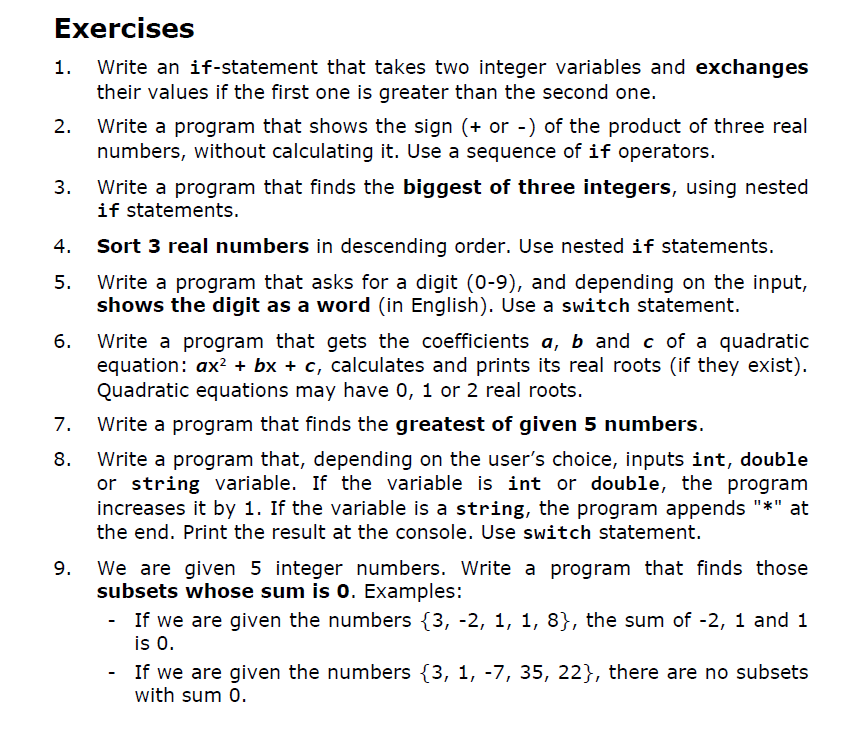 Exercises
1. Write an if-statement that takes two integer variables and exchanges
their values if the first one is greater than the second one.
2. Write a program that shows the sign (+ or -) of the product of three real
numbers, without calculating it. Use a sequence of if operators.
3. Write a program that finds the biggest of three integers, using nested
if statements.
4. Sort 3 real numbers in descending order. Use nested if statements.
5. Write a program that asks for a digit (0-9), and depending on the input,
shows the digit as a word (in English). Use a switch statement.
6. Write a program that gets the coefficients a, b and c of a quadratic
equation: ax² + bx + c, calculates and prints its real roots (if they exist).
Quadratic equations may have 0, 1 or 2 real roots.
7. Write a program that finds the greatest of given 5 numbers.
8. Write a program that, depending on the user’s choice, inputs int, double
or string variable. If the variable is int or double, the program
increases it by 1. If the variable is a string, the program appends "*" at
the end. Print the result at the console. Use switch statement.
9. We are given 5 integer numbers. Write a program that finds those
subsets whose sum is 0. Examples:
- If we are given the numbers {3, -2, 1, 1, 8}, the sum of -2, 1 and 1
is 0.
- If we are given the numbers {3, 1, -7, 35, 22}, there are no subsets
with sum 0.